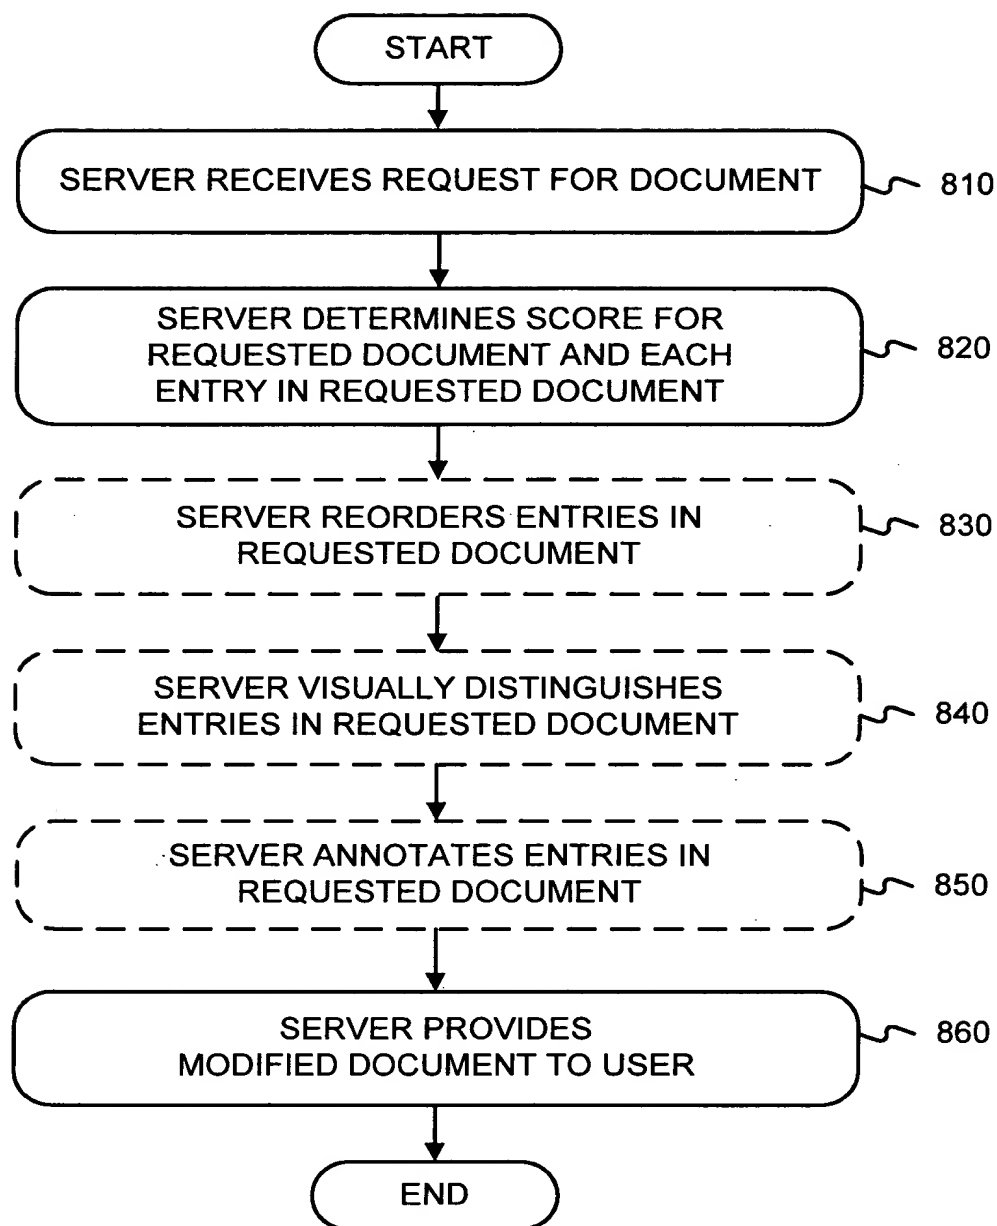 START
SERVER RECEIVES REQUEST FOR DOCUMENT
810
SERVER DETERMINES SCORE FOR
REQUESTED DOCUMENT AND EACH
ENTRY IN REQUESTED DOCUMENT
820
SERVER REORDERS ENTRIES IN
REQUESTED DOCUMENT
830
SERVER VISUALLY DISTINGUISHES
ENTRIES IN REQUESTED DOCUMENT
840
SERVER ANNOTATES ENTRIES IN
REQUESTED DOCUMENT
850
SERVER PROVIDES
MODIFIED DOCUMENT TO USER
860
END